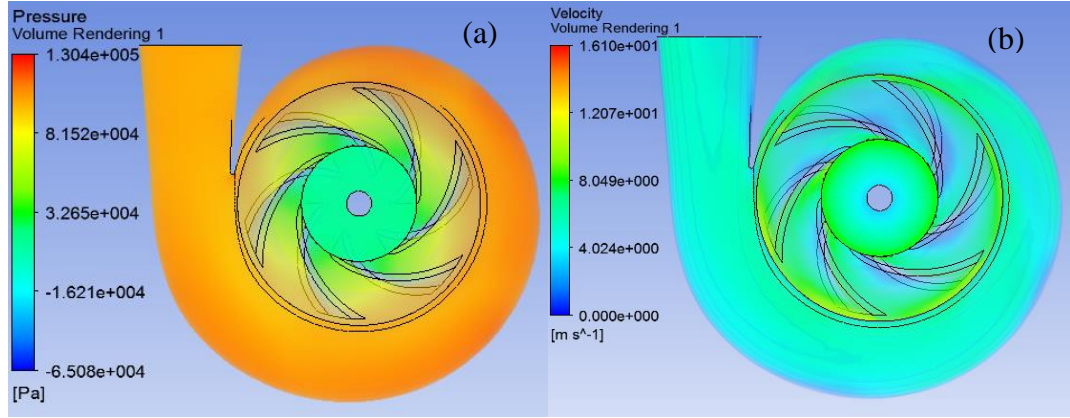 Pressure
Volume Rendering 1
1.304e+005
8.152e+004
3.265e+004
-1.621e+004
-6.508e+004
[Pa]
(a)
Velocity
Volume Rendering 1
1.610e+001
1.207e+001
8.049e+000
4.024e+000
0.000e+000
[m s^-1]
(b)